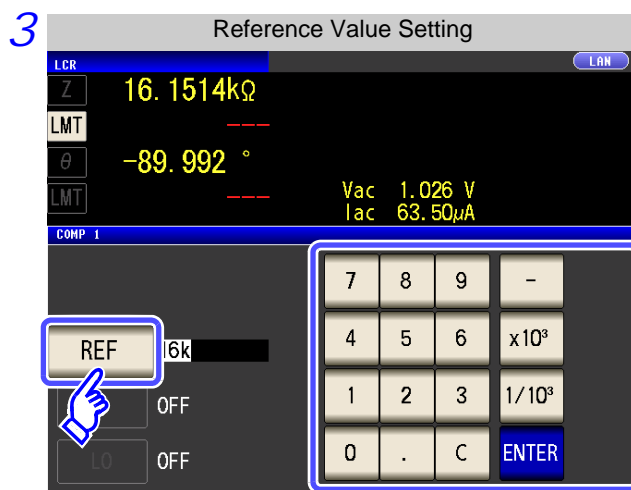 3 Reference Value Setting
LCR LAN
Z 16.1514kΩ
LMT ---
θ -89.992 °
LMT ---
Vac 1.026 V
Iac 63.50µA
COMP 1
7 8 9 -
REF 16k 4 5 6 x10³
OFF 1 2 3 1/10³
LO OFF 0 . C ENTER